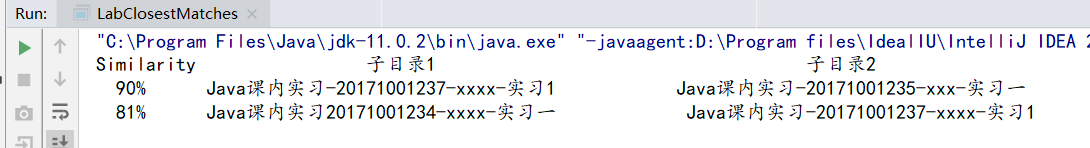 Run: LabClosestMatches
"C:\Program Files\Java\jdk-11.0.2\bin\java.exe" "-javaagent:D:\Program files\IdeallU\IntelliJ IDEA 2
Similarity 子目录1 子目录2
90% Java课内实习-20171001237-xxxx-实习1 Java课内实习-20171001235-xxx-实习一
81% Java课内实习20171001234-xxxx-实习一 Java课内实习-20171001237-xxxx-实习1